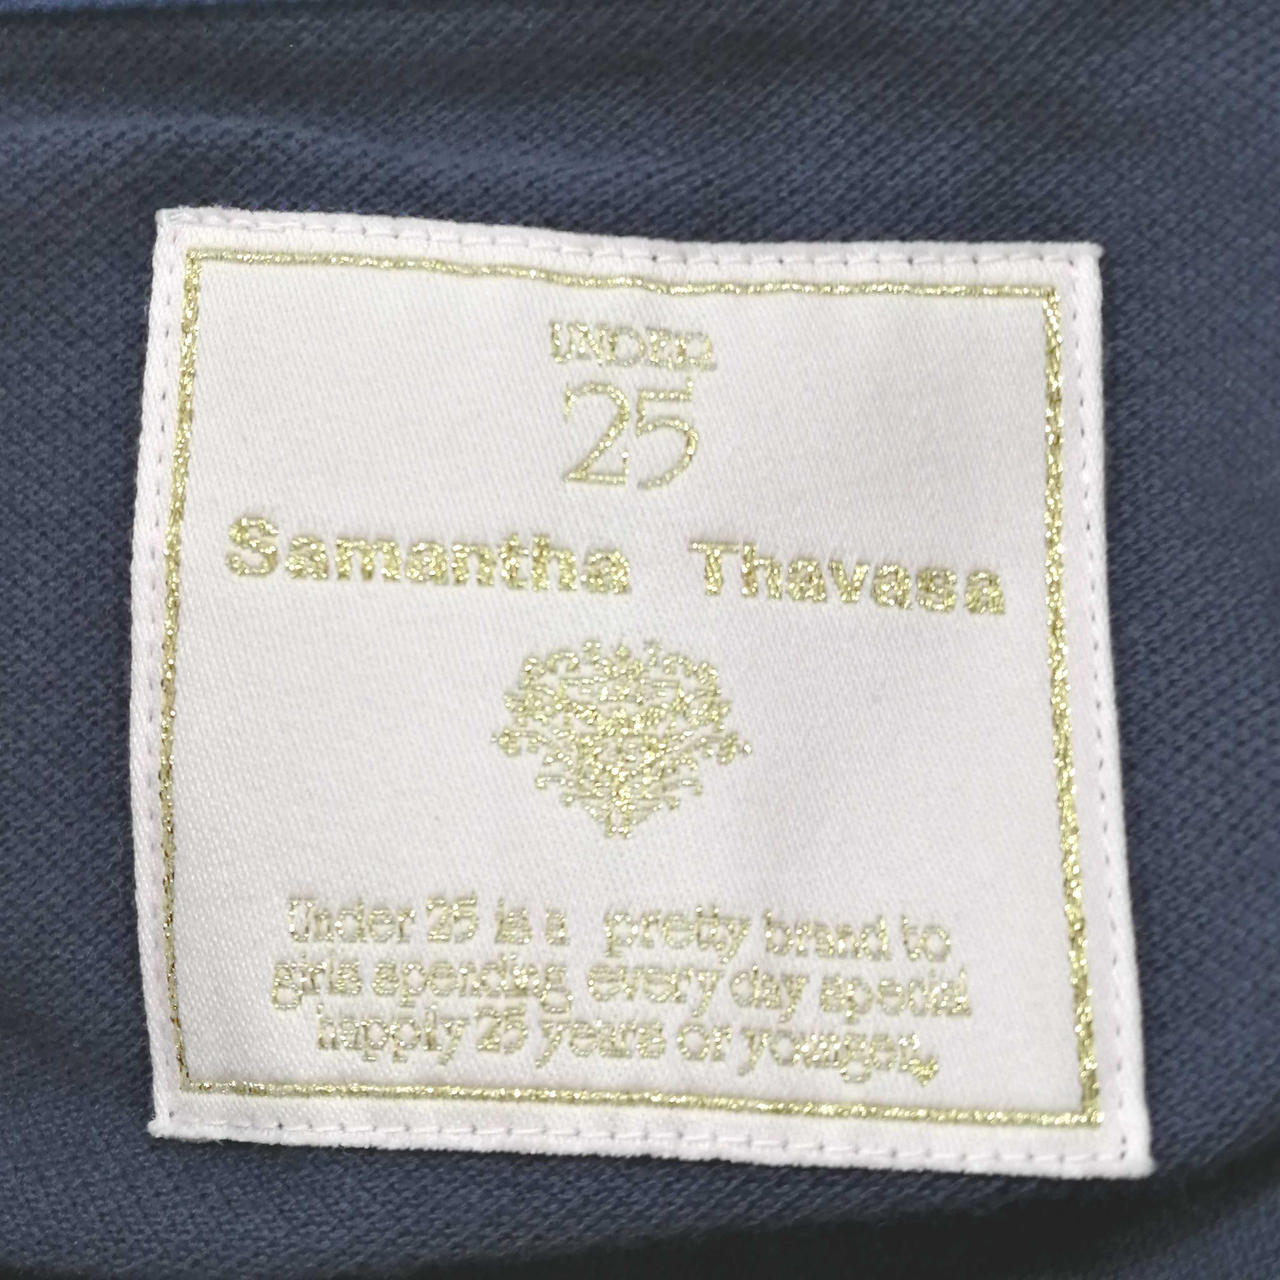 UNDER
25
Samantha Thavasa
Under 25 is a pretty brand to
girls spending every day special
happly 25 years or younger.